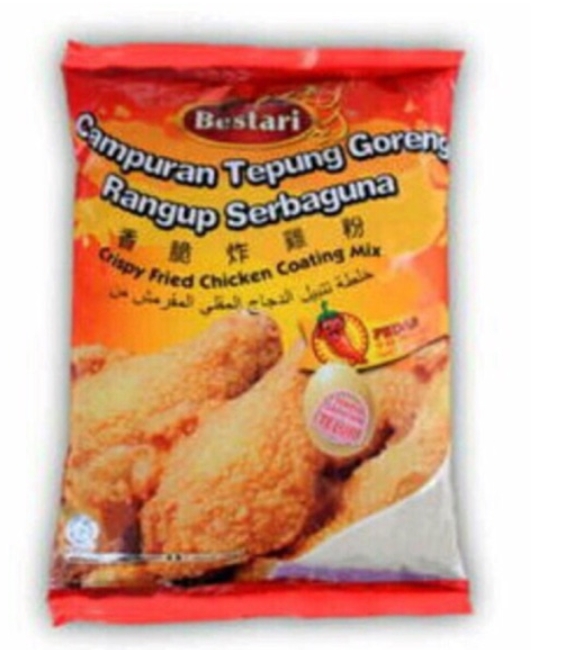 Bestari
Campuran Tepung Goreng
Rangup Serbaguna
香 脆 炸 雞 粉
Crispy Fried Chicken Coating Mix
خلطة تتبيل الدجاج المقلي المقرمش من
PEDAS